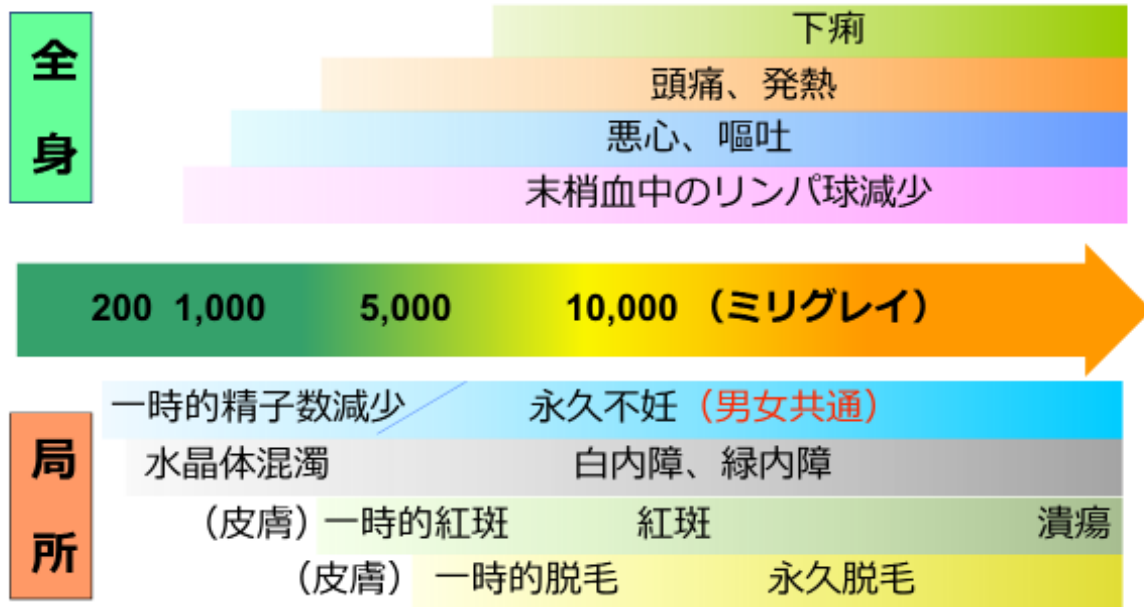 全身
下痢
頭痛、発熱
悪心、嘔吐
末梢血中のリンパ球減少
200 1,000 5,000 10,000 (ミリグレイ)
局所
一時的精子数減少 永久不妊(男女共通)
水晶体混濁 白内障、緑内障
(皮膚) 一時的紅斑 紅斑 潰瘍
(皮膚) 一時的脱毛 永久脱毛